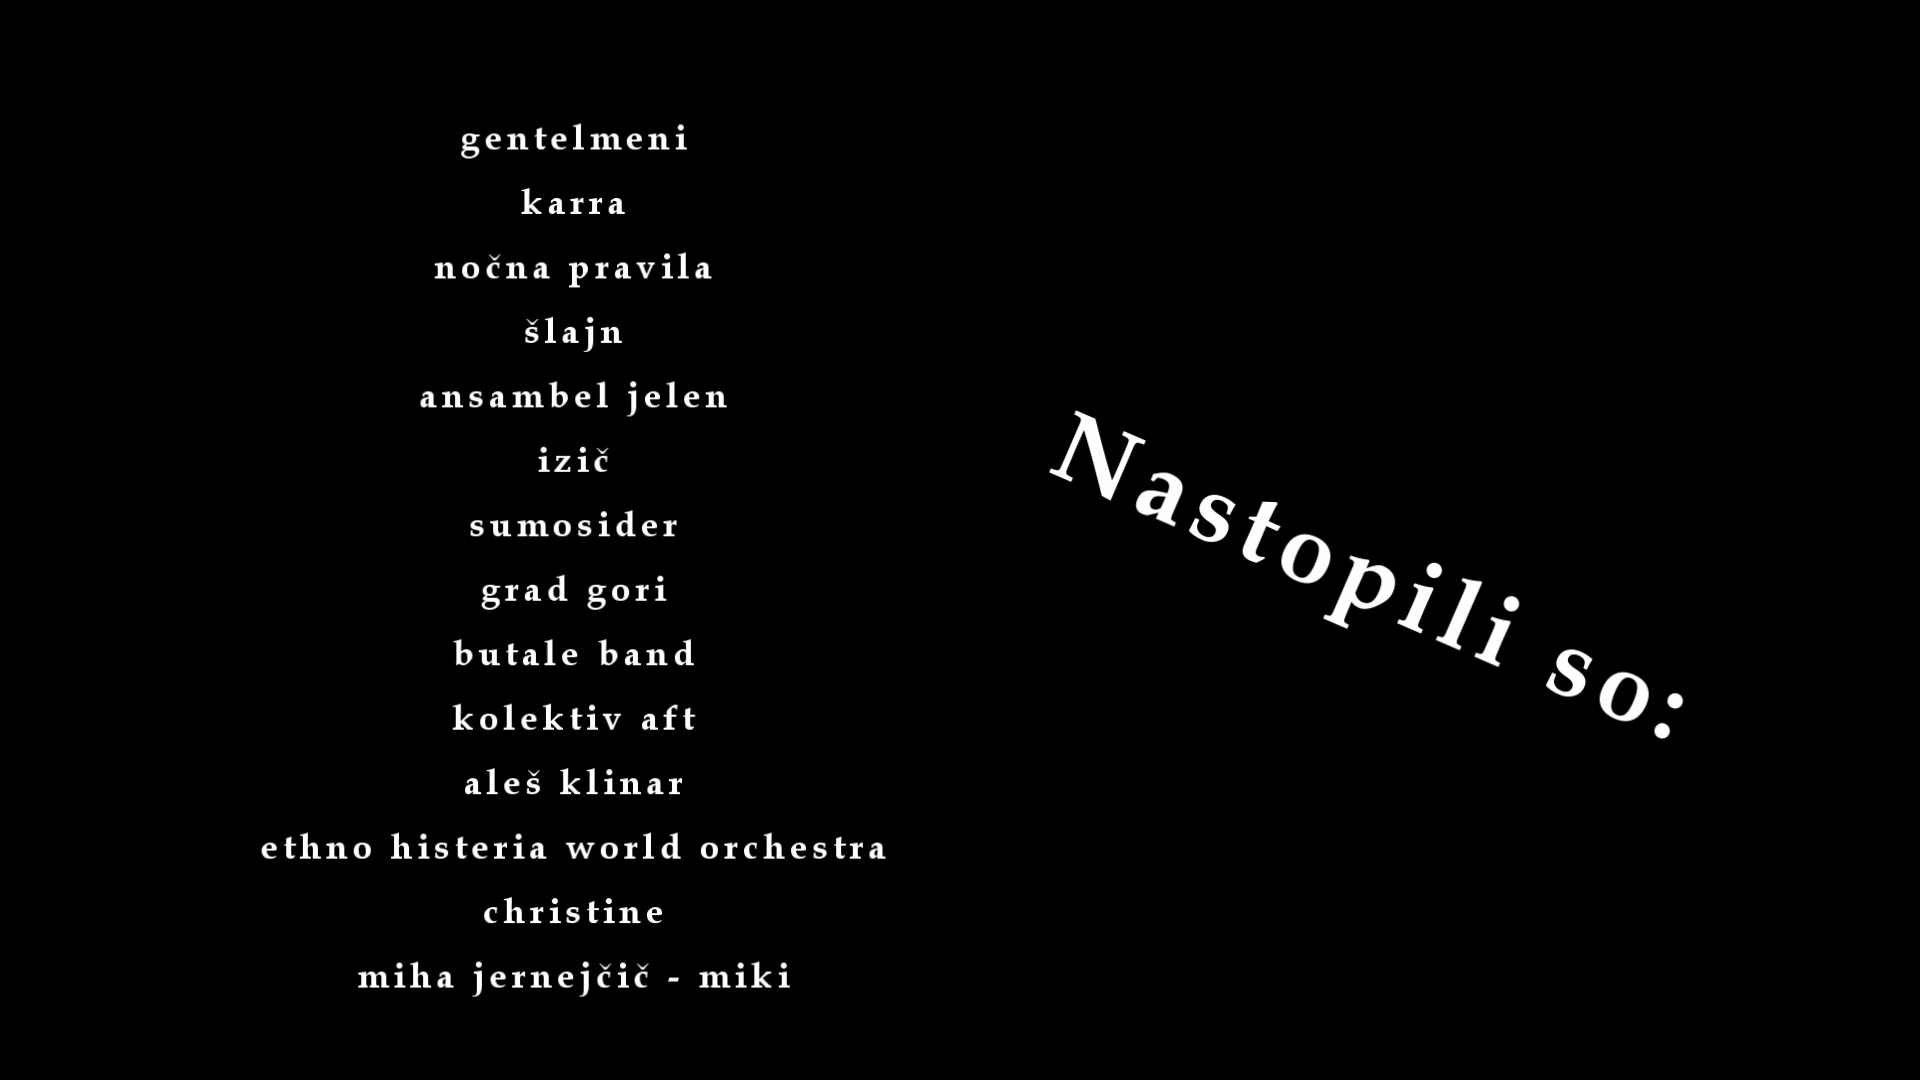 gentelmeni
karra
nočna pravila
šlajn
ansambel jelen
izič
sumosider
grad gori
butale band
kolektiv aft
aleš klinar
ethno histeria world orchestra
christine
miha jernejčič - miki
Nastopili so: